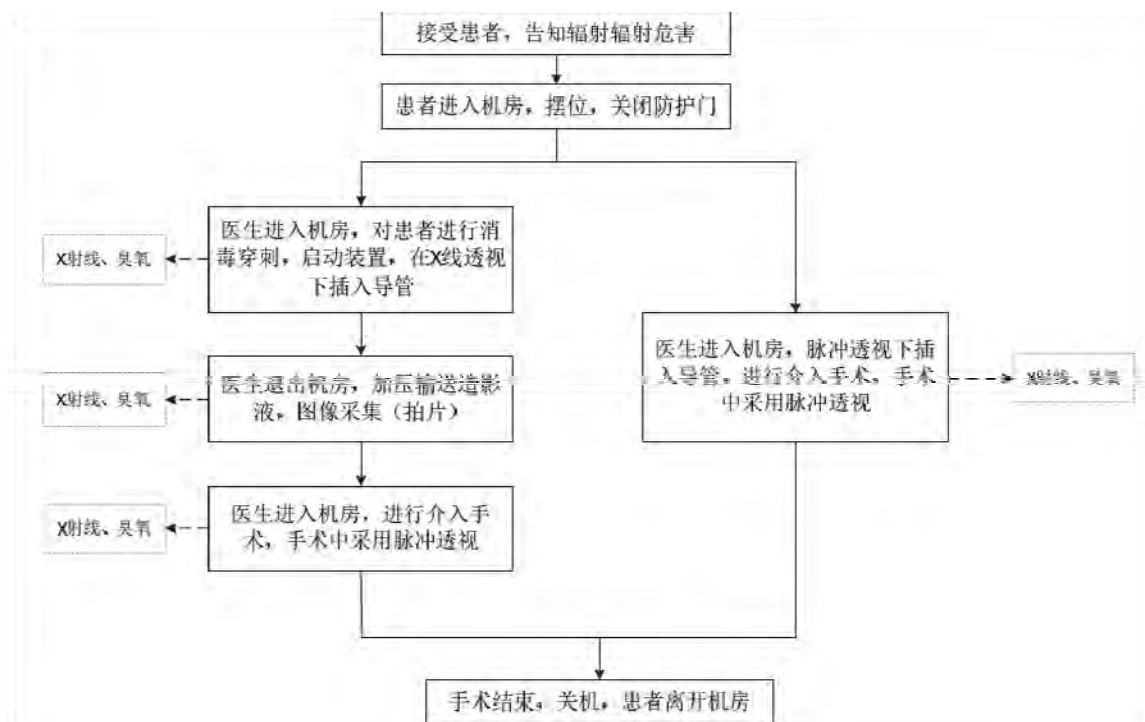 接受患者，告知辐射辐射危害
患者进入机房，摆位，关闭防护门
医生进入机房，对患者进行消
毒穿刺，启动装置，在X线透视
下插入导管
X射线、臭氧
医生退出机房，加压输送造影
液，图像采集（拍片）
X射线、臭氧
医生进入机房，进行介入手
术，手术中采用脉冲透视
X射线、臭氧
医生进入机房，脉冲透视下插
入导管，进行介入手术，手术
中采用脉冲透视
X射线、臭氧
手术结束，关机，患者离开机房